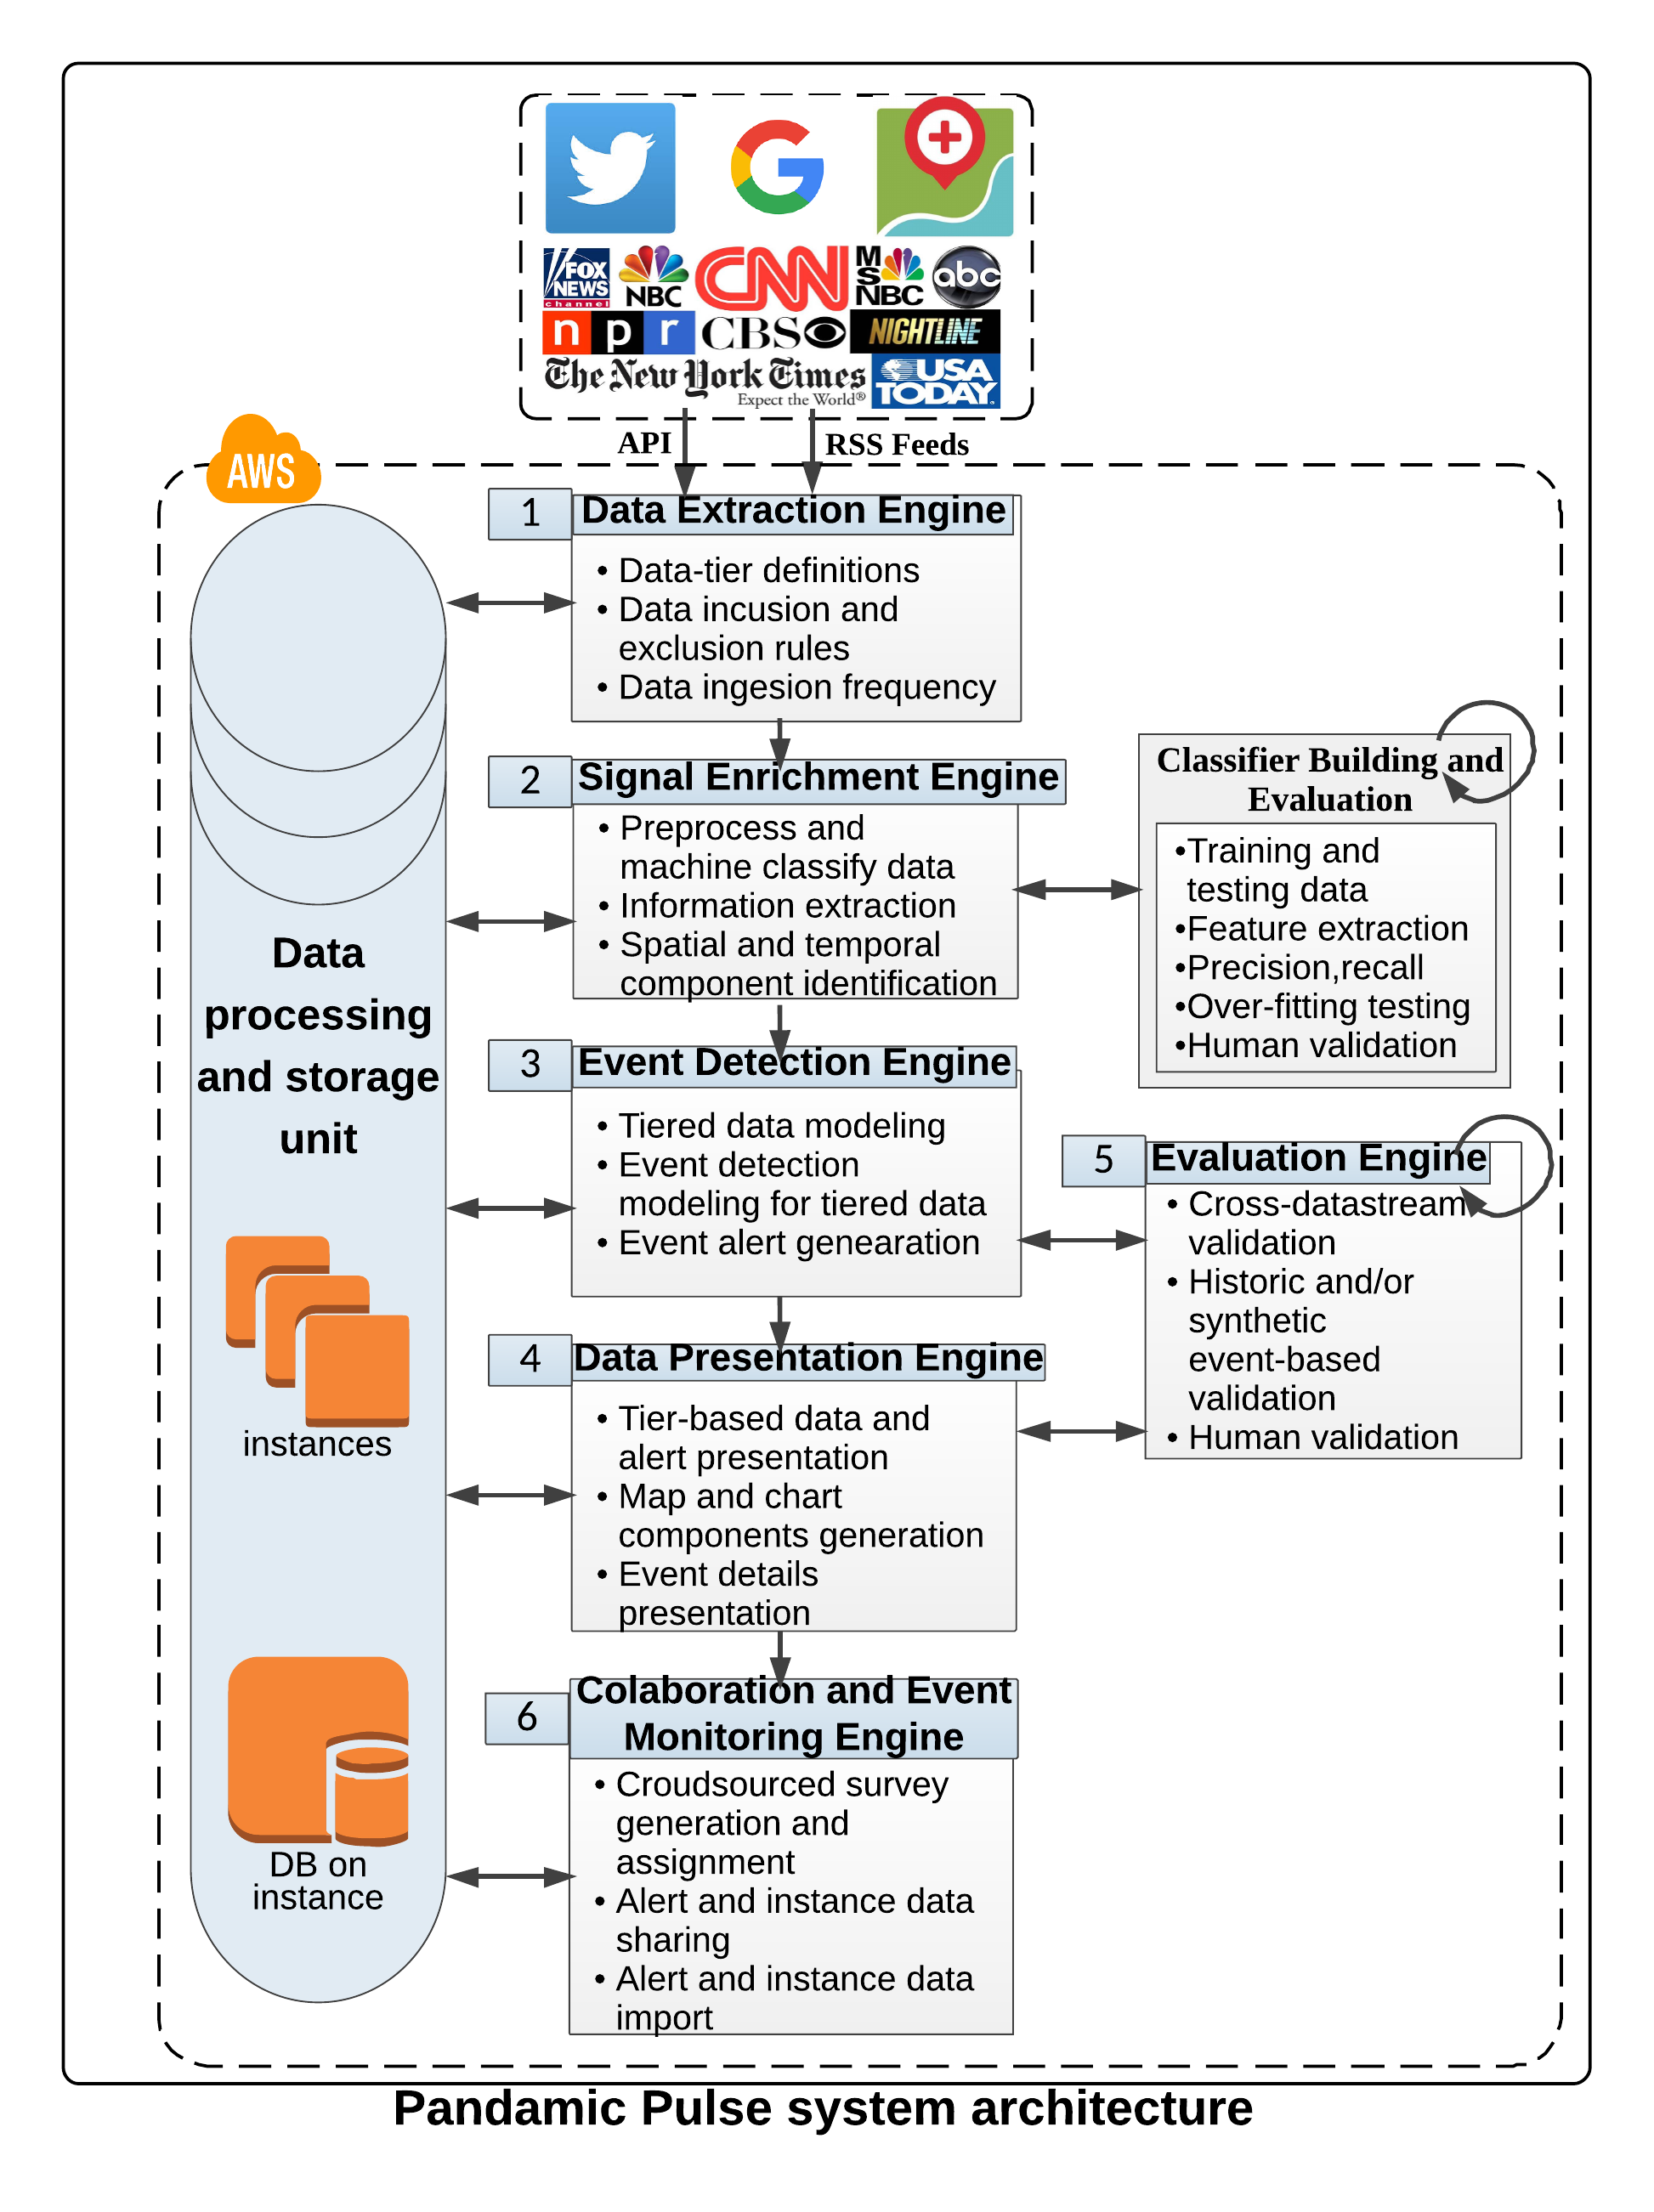 FOX
NEWS
channel
NBC
CNN
M
S
NBC
abc
npr
CBS
NIGHTLINE
The New York Times
Expect the World®
USA
TODAY
API
RSS Feeds
AWS
1
Data Extraction Engine
• Data-tier definitions
• Data incusion and
exclusion rules
• Data ingesion frequency
2
Signal Enrichment Engine
• Preprocess and
machine classify data
• Information extraction
• Spatial and temporal
component identification
Classifier Building and
Evaluation
•Training and
testing data
•Feature extraction
•Precision,recall
•Over-fitting testing
•Human validation
Data
processing
and storage
unit
3
Event Detection Engine
• Tiered data modeling
• Event detection
modeling for tiered data
• Event alert genearation
5
Evaluation Engine
• Cross-datastream
validation
• Historic and/or
synthetic
event-based
validation
• Human validation
instances
4
Data Presentation Engine
• Tier-based data and
alert presentation
• Map and chart
components generation
• Event details
presentation
6
Colaboration and Event
Monitoring Engine
• Croudsourced survey
generation and
assignment
• Alert and instance data
sharing
• Alert and instance data
import
DB on
instance
Pandamic Pulse system architecture